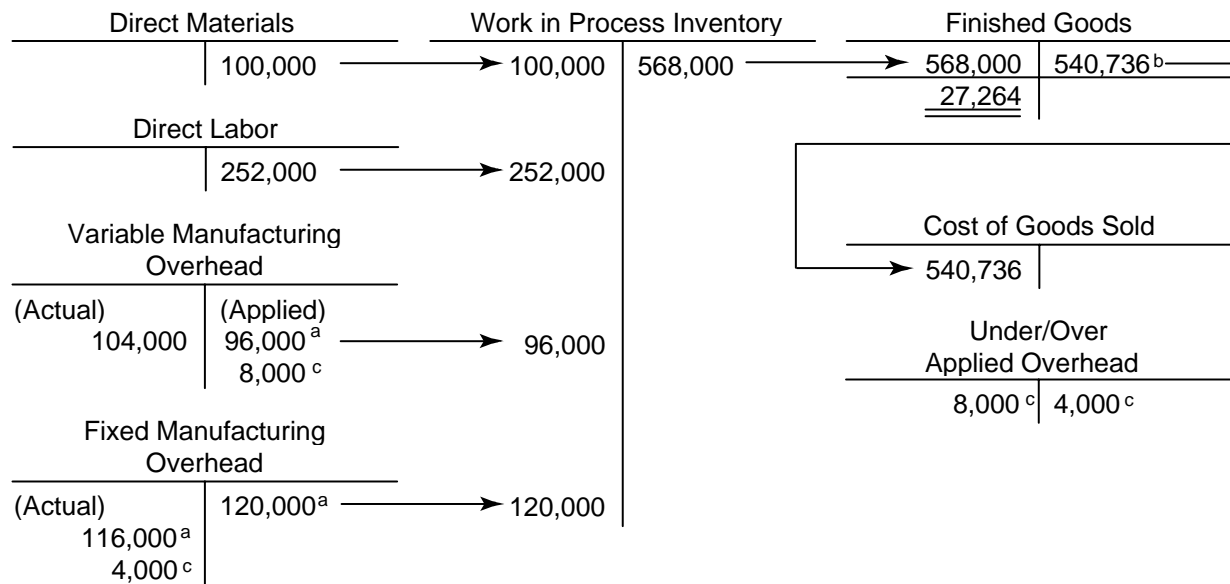 Direct Materials
100,000
Work in Process Inventory
100,000 568,000
Finished Goods
568,000 540,736 b
27,264
Direct Labor
252,000
252,000
Variable Manufacturing
Overhead
(Actual) (Applied)
104,000 96,000 a
8,000 c
96,000
Cost of Goods Sold
540,736
Under/Over
Applied Overhead
8,000 c 4,000 c
Fixed Manufacturing
Overhead
(Actual) 120,000 a
116,000 a
4,000 c
120,000